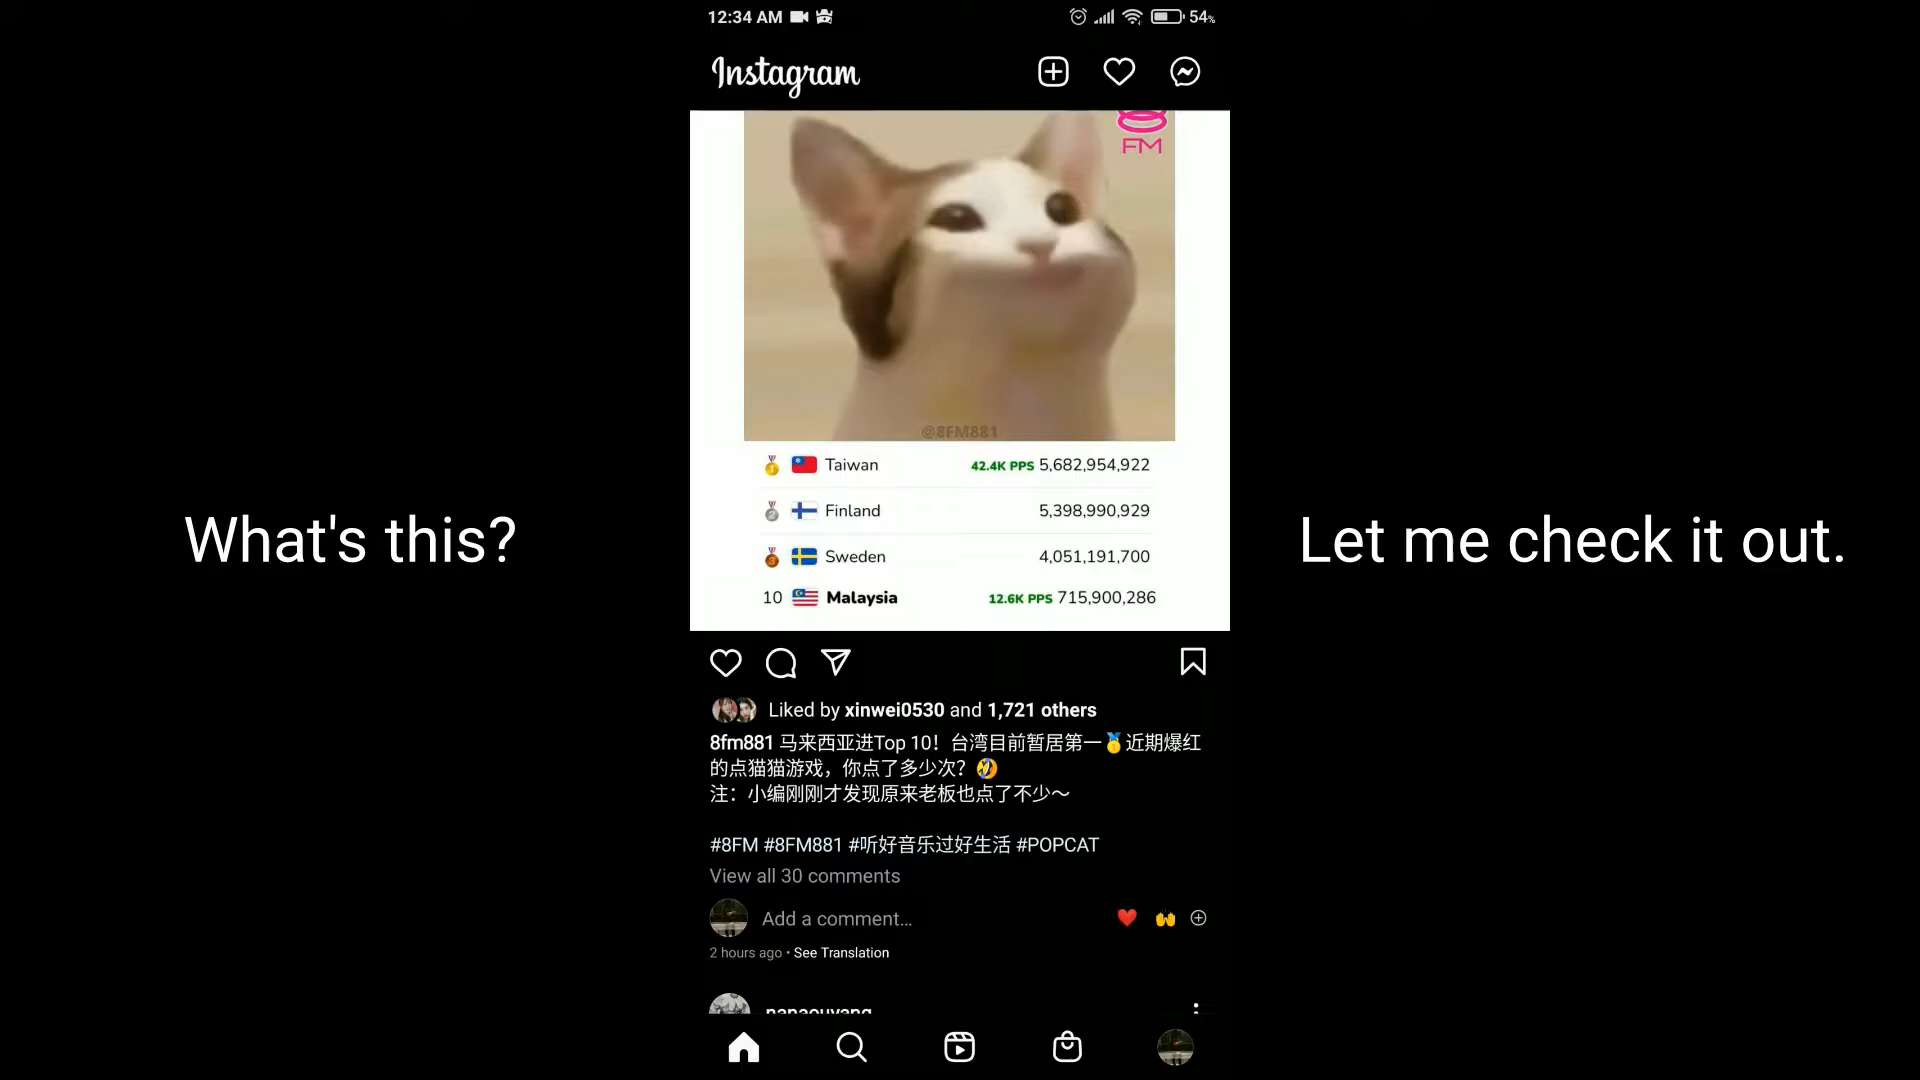 12:34 AM
54%
Instagram
FM
@8FM881
Taiwan 42.4K PPS 5,682,954,922
Finland 5,398,990,929
Sweden 4,051,191,700
10 Malaysia 12.6K PPS 715,900,286
What's this?
Let me check it out.
Liked by xinwei0530 and 1,721 others
8fm881 马来西亚进Top 10！台湾目前暂居第一🥇近期爆红
的点猫猫游戏，你点了多少次？🤣
注：小编刚刚才发现原来老板也点了不少～
#8FM #8FM881 #听好音乐过好生活 #POPCAT
View all 30 comments
Add a comment...
2 hours ago • See Translation
nanaouyang